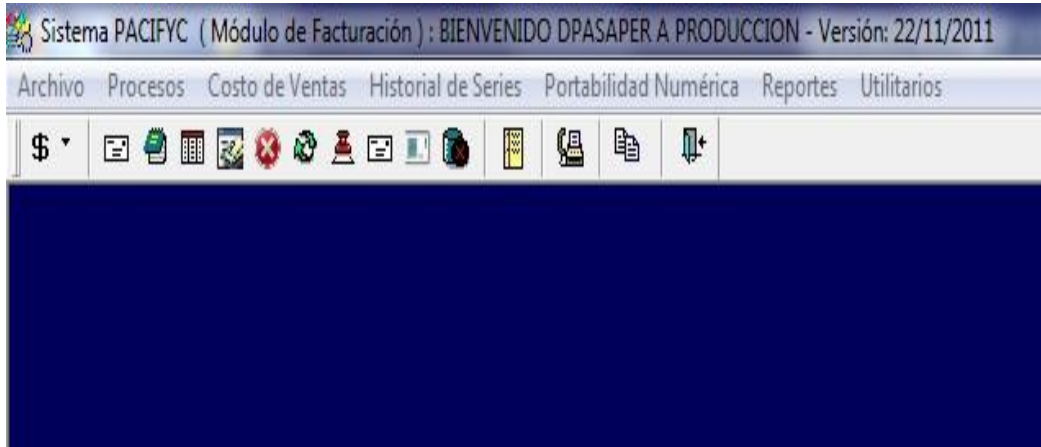 Sistema PACIFYC ( Módulo de Facturación ) : BIENVENIDO DPASAPER A PRODUCCION - Versión: 22/11/2011
Archivo Procesos Costo de Ventas Historial de Series Portabilidad Numérica Reportes Utilitarios
$